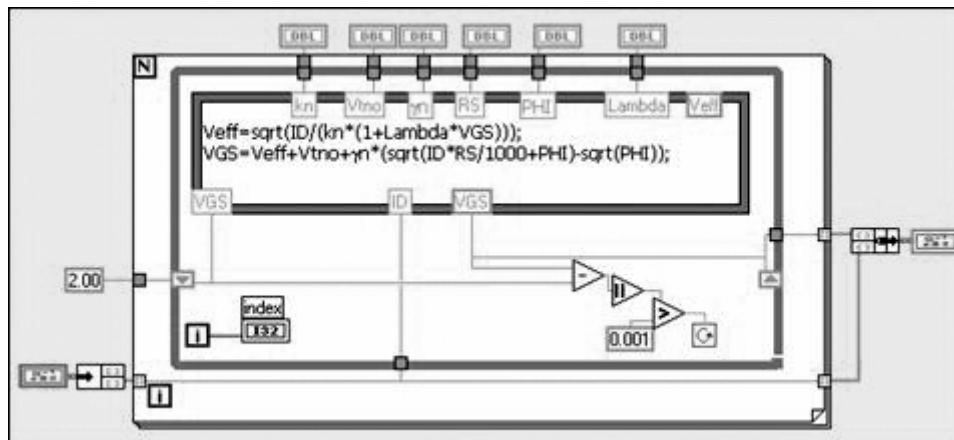 DBL DBL DBL DBL DBL DBL
N
kn Vtno γn RS PHI Lambda Veff
Veff=sqrt(ID/(kn*(1+Lambda*VGS)));
VGS=Veff+Vtno+γn*(sqrt(ID*RS/1000+PHI)-sqrt(PHI));
VGS ID VGS
2.00
index
i I32
0.001
i